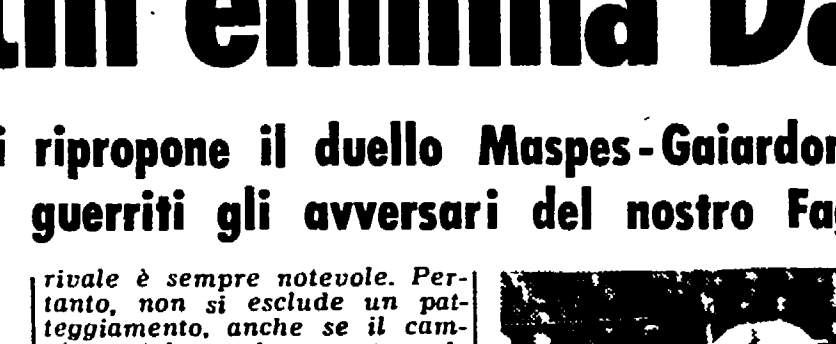 ripropone il duello Maspes-Gaiardon
guerriti gli avversari del nostro Fa
rivale è sempre notevole. Per-
tanto, non si esclude un pat-
teggiamento, anche se il cam-